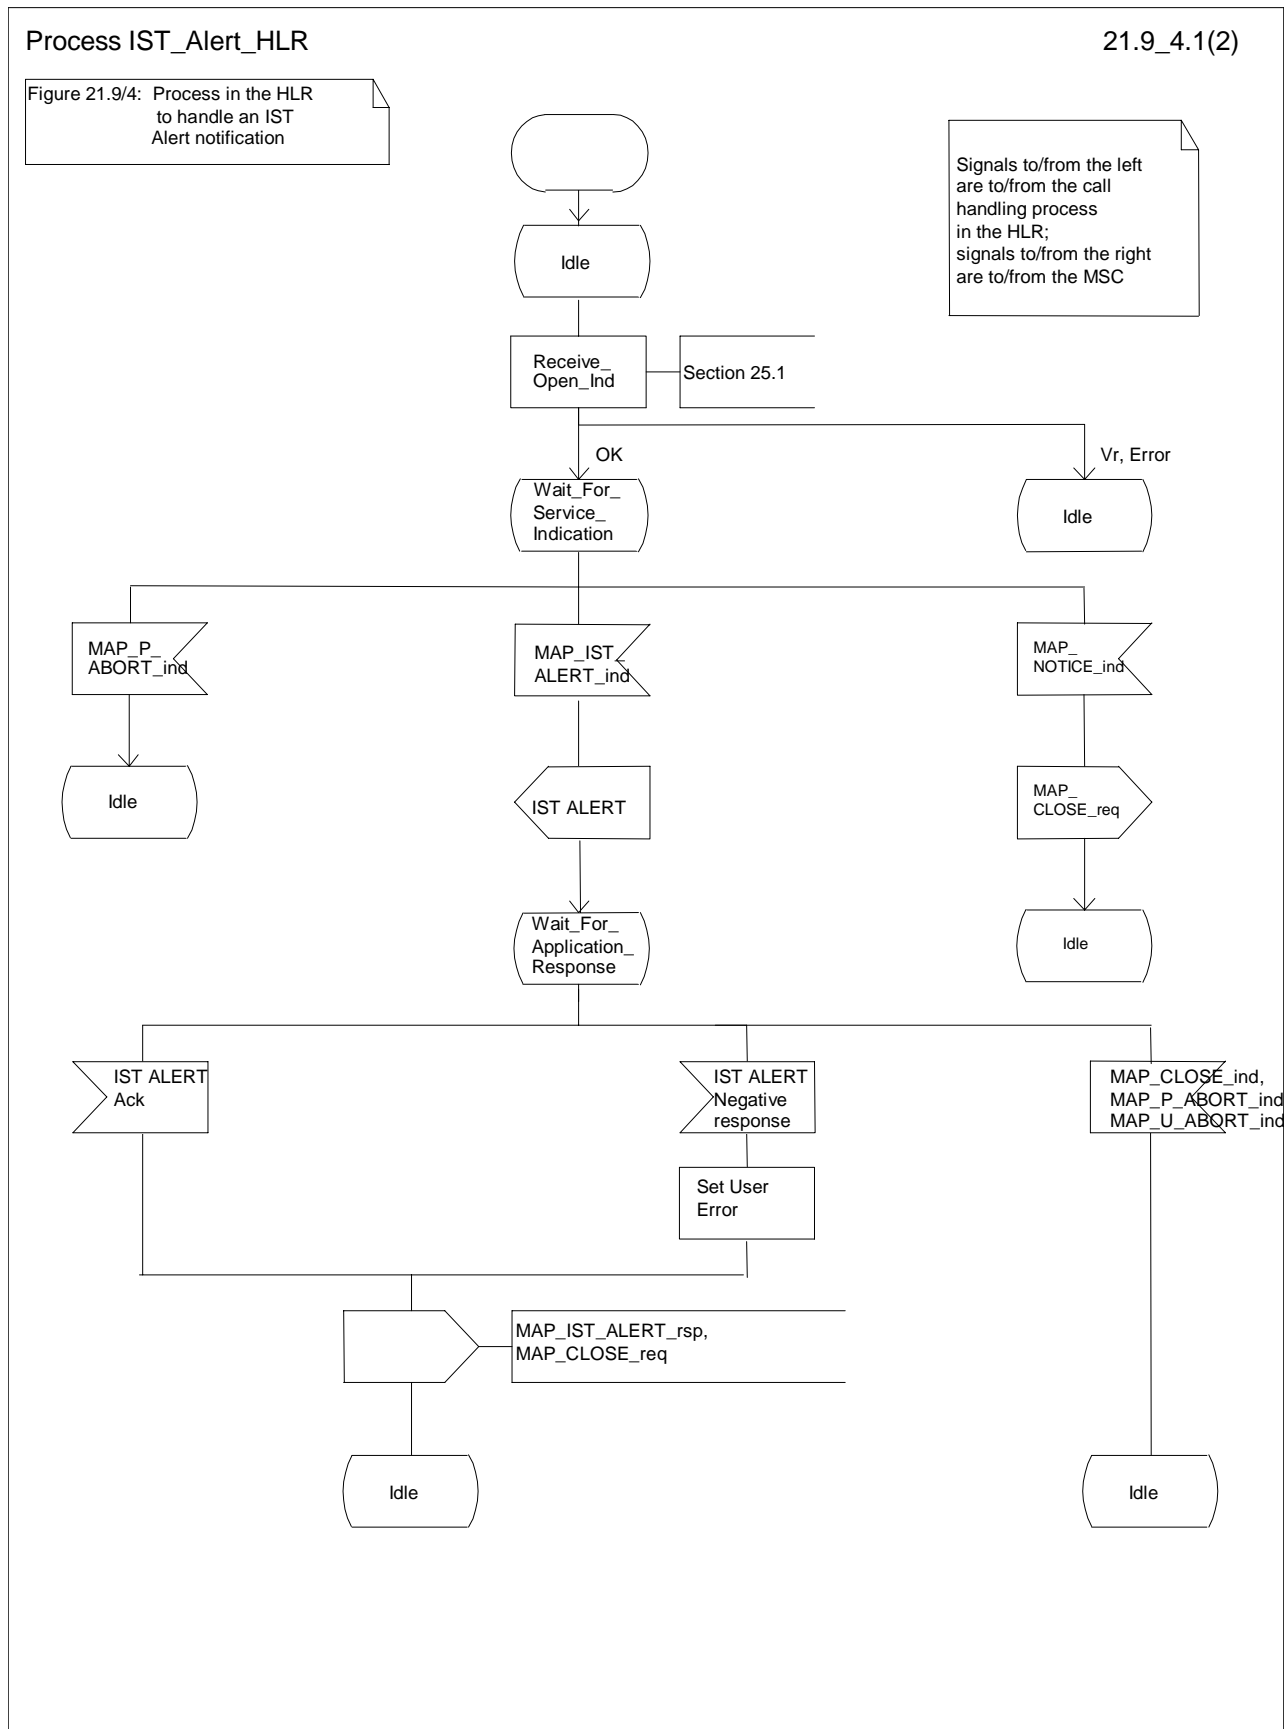 Process IST_Alert_HLR
21.9_4.1(2)
Figure 21.9/4: Process in the HLR
to handle an IST
Alert notification
Signals to/from the left
are to/from the call
handling process
in the HLR;
signals to/from the right
are to/from the MSC
Idle
Receive_
Open_Ind
Section 25.1
OK
Vr, Error
Wait_For_
Service_
Indication
Idle
MAP_P_
ABORT_ind
MAP_IST_
ALERT_ind
MAP_
NOTICE_ind
Idle
IST ALERT
MAP_
CLOSE_req
Wait_For_
Application_
Response
Idle
IST ALERT
Ack
IST ALERT
Negative
response
MAP_CLOSE_ind,
MAP_P_ABORT_ind
MAP_U_ABORT_ind
Set User
Error
MAP_IST_ALERT_rsp,
MAP_CLOSE_req
Idle
Idle